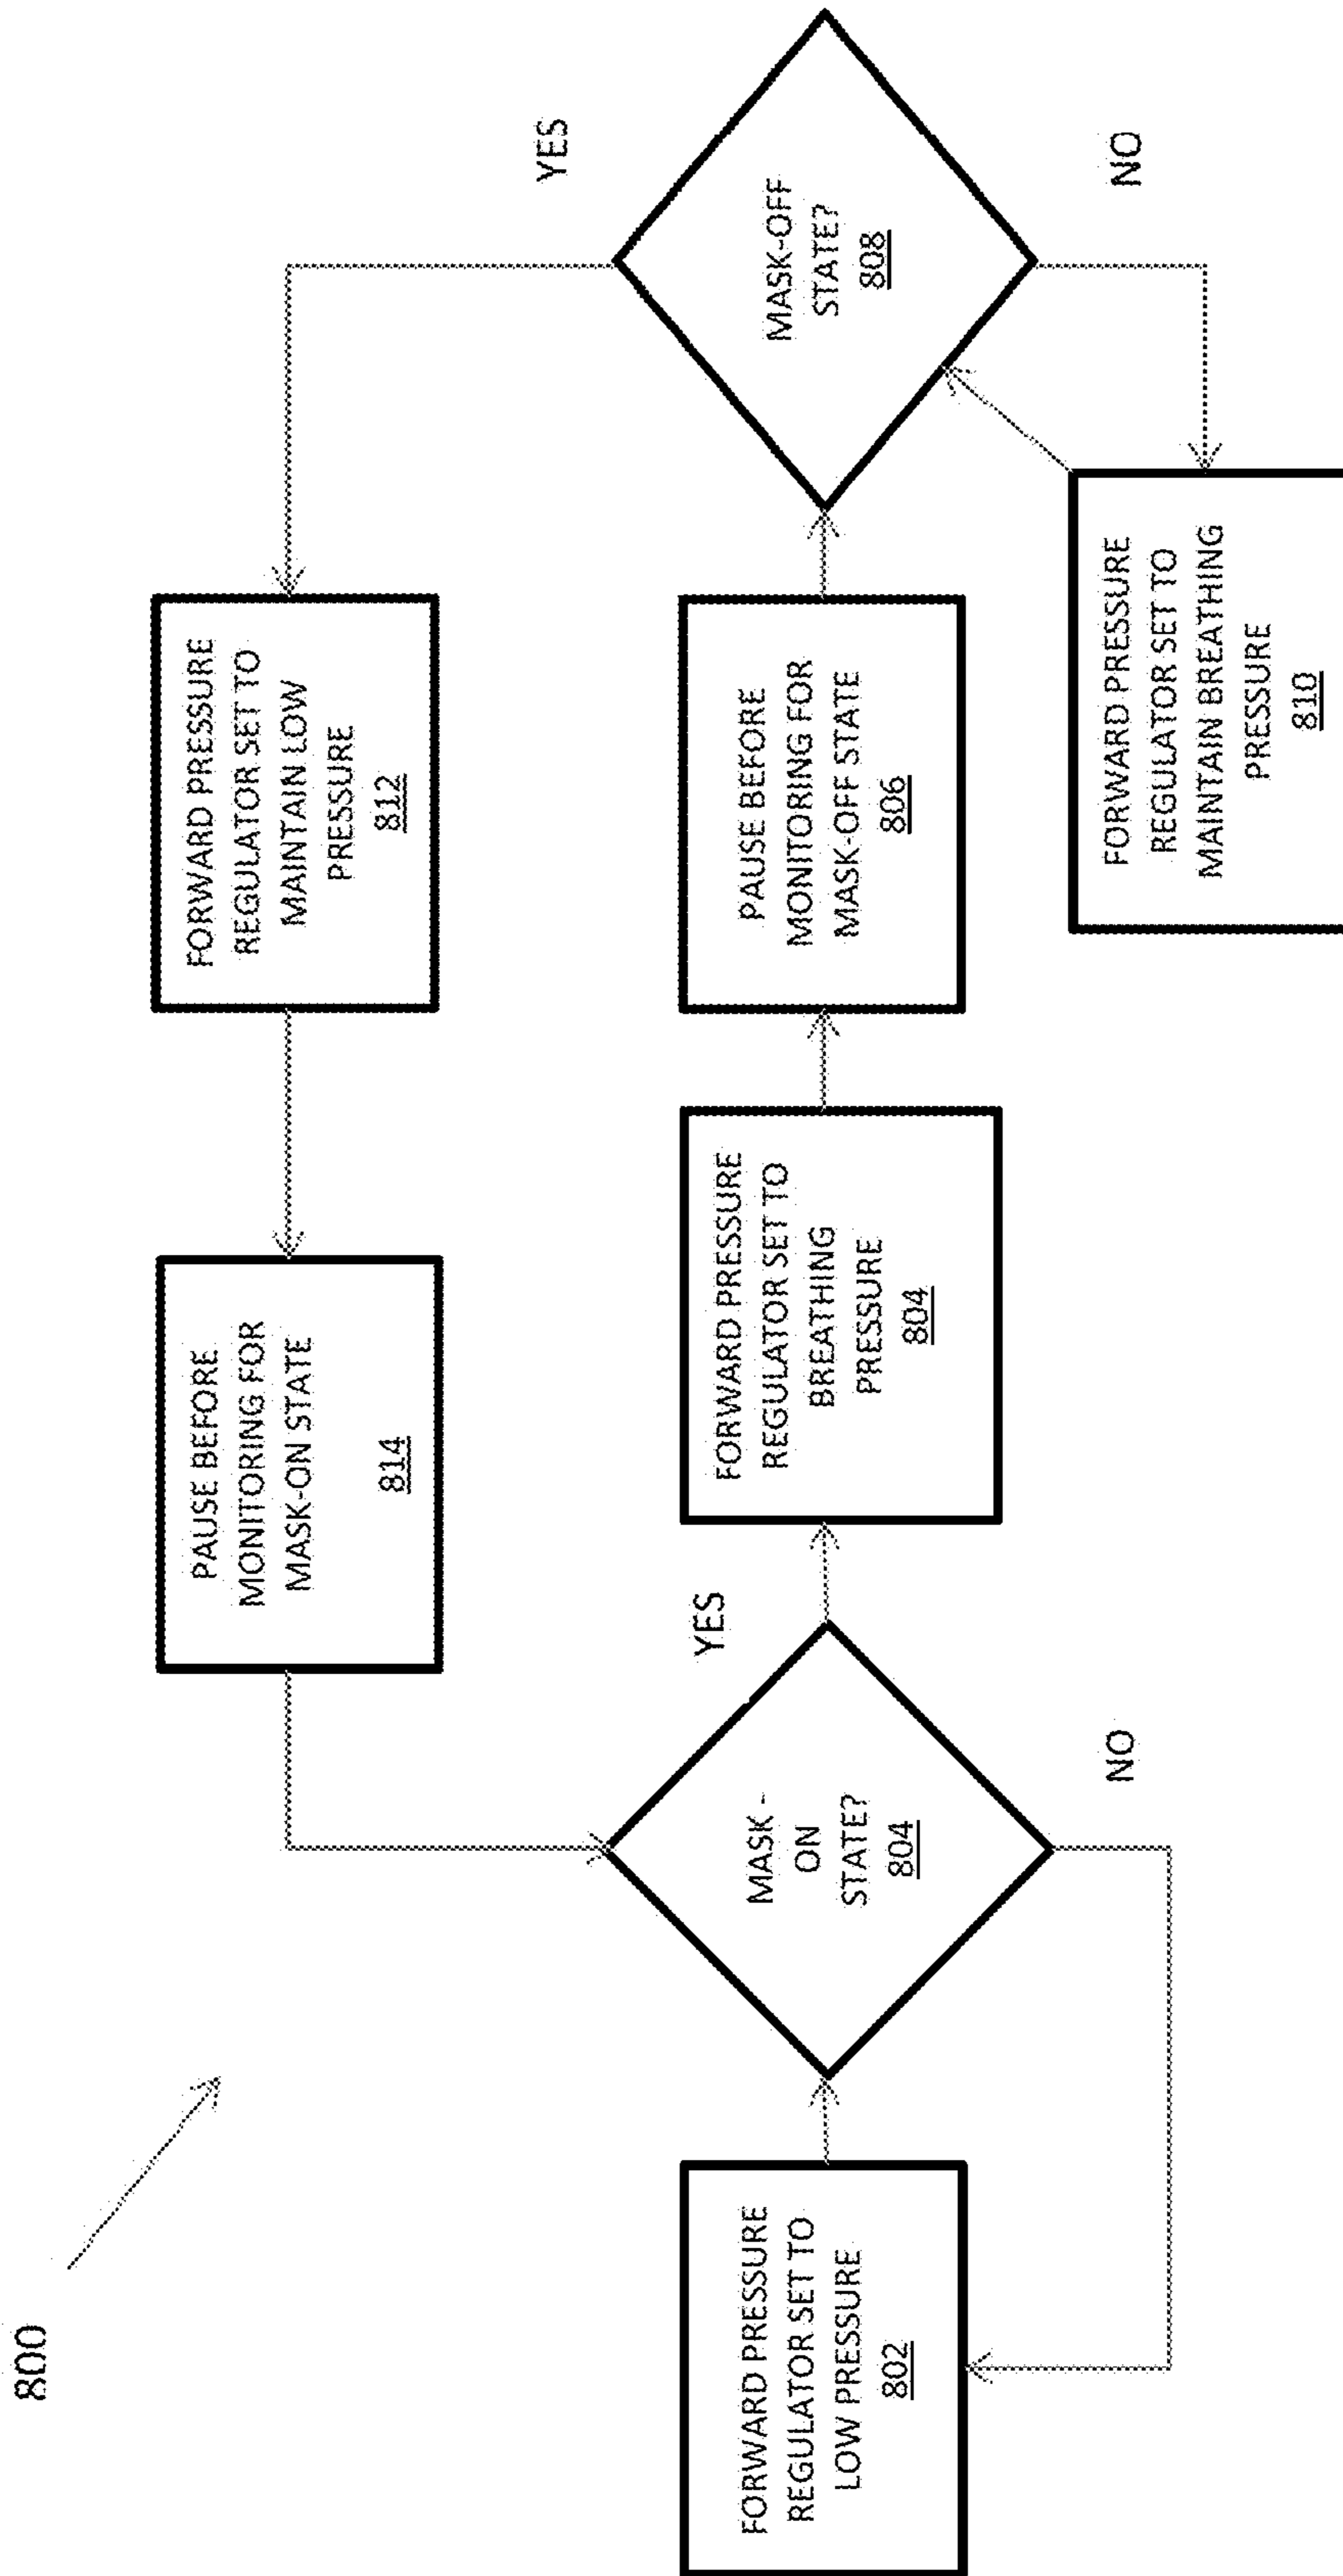 800
FORWARD PRESSURE
REGULATOR SET TO
LOW PRESSURE
802
MASK -
ON
STATE?
804
YES
NO
FORWARD PRESSURE
REGULATOR SET TO
BREATHING
PRESSURE
804
PAUSE BEFORE
MONITORING FOR
MASK-OFF STATE
806
MASK-OFF
STATE?
808
YES
NO
FORWARD PRESSURE
REGULATOR SET TO
MAINTAIN BREATHING
PRESSURE
810
FORWARD PRESSURE
REGULATOR SET TO
MAINTAIN LOW
PRESSURE
812
PAUSE BEFORE
MONITORING FOR
MASK-ON STATE
814